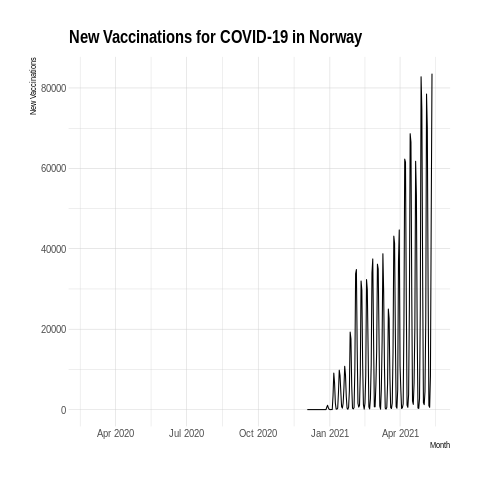 New Vaccinations for COVID-19 in Norway
New Vaccinations
80000
60000
40000
20000
0
Apr 2020 Jul 2020 Oct 2020 Jan 2021 Apr 2021
Month